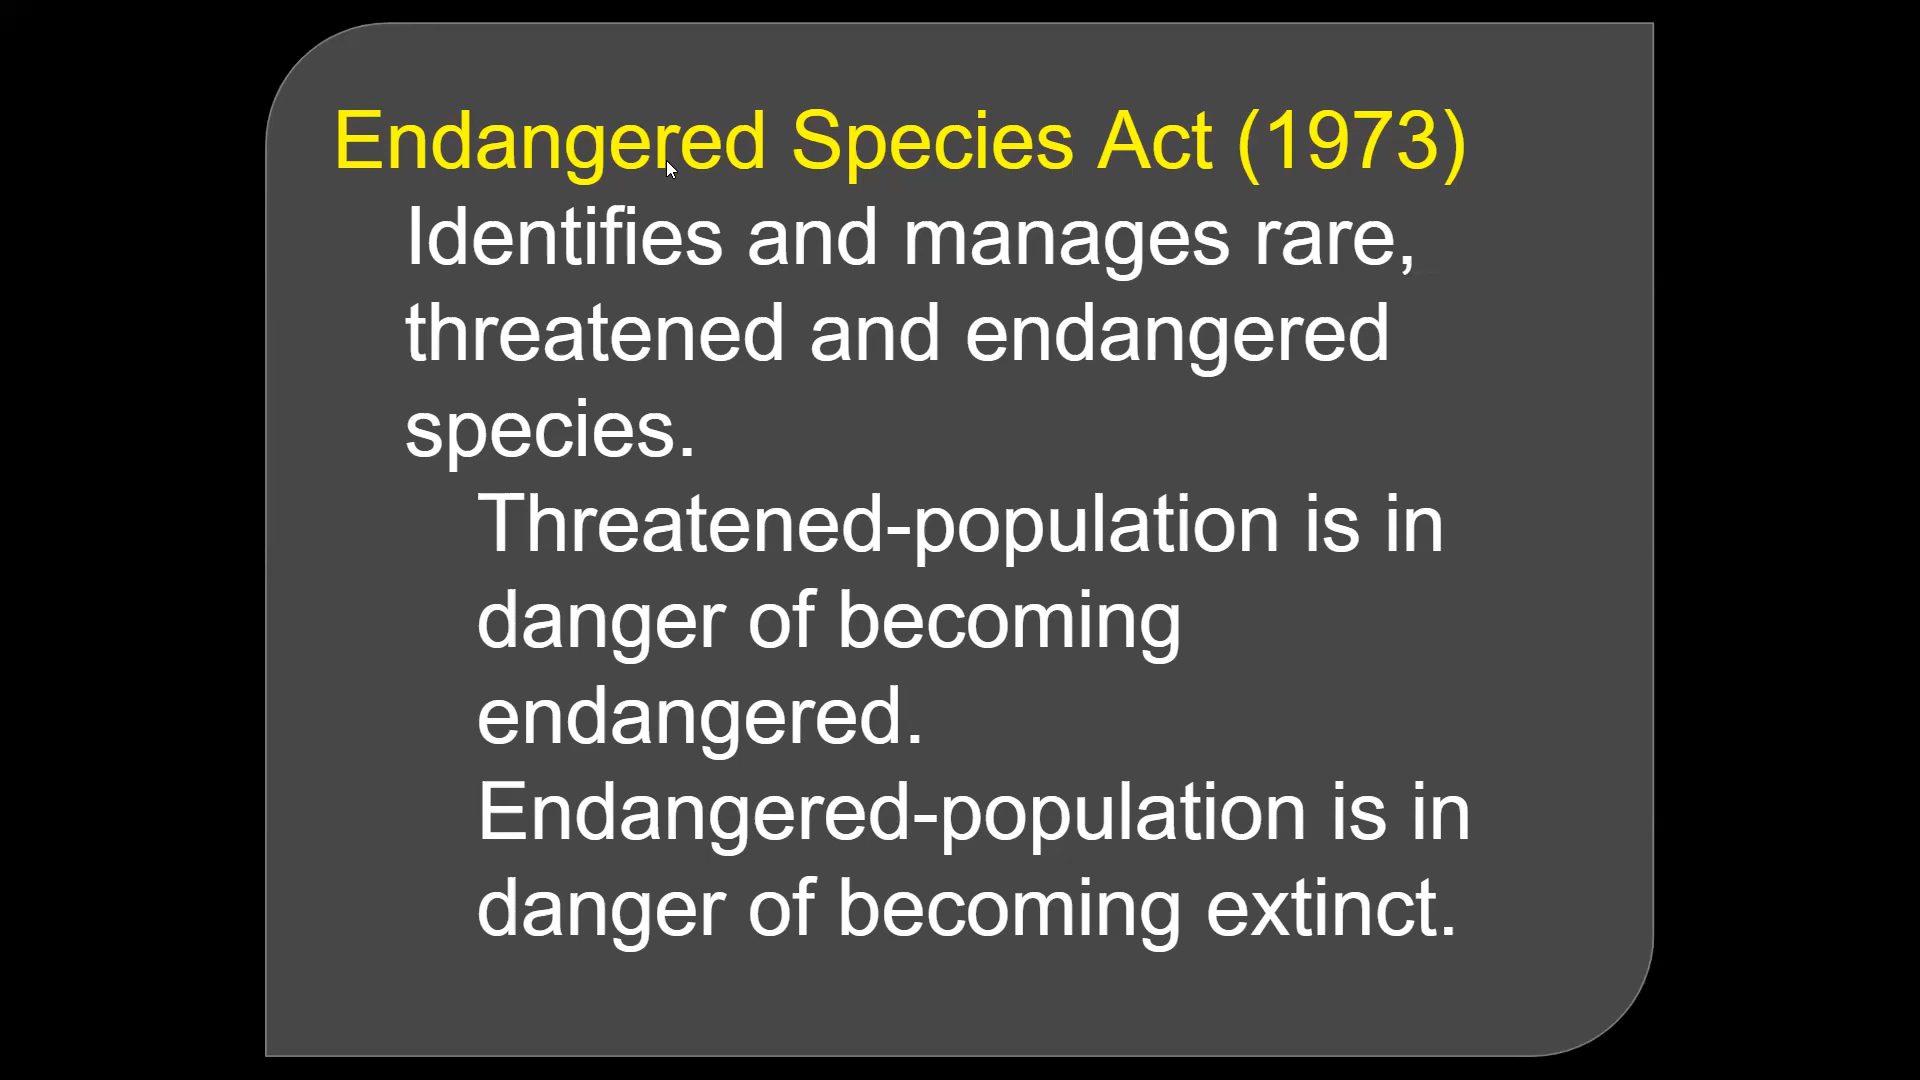 Endangered Species Act (1973)
Identifies and manages rare,
threatened and endangered
species.
Threatened-population is in
danger of becoming
endangered.
Endangered-population is in
danger of becoming extinct.